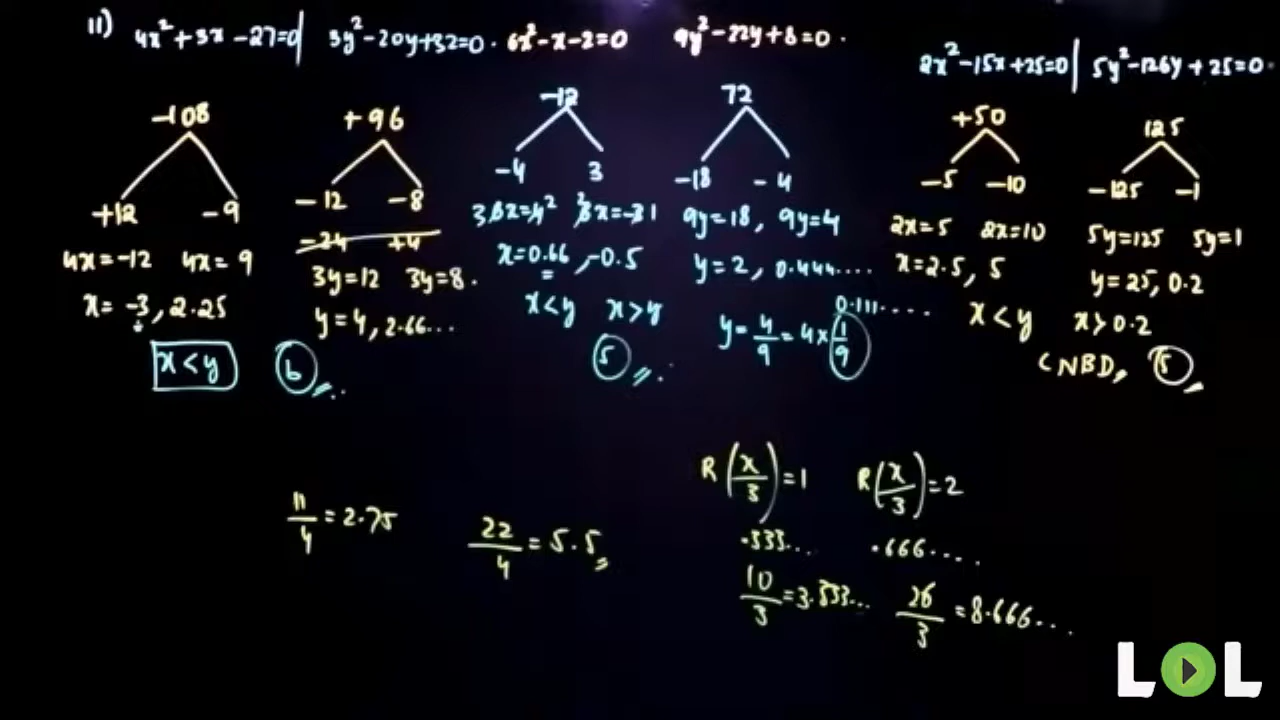 11) 4x²+3x-27=0 | 3y²-20y+32=0. 6x²-x-2=0 9y²-22y+8=0.
2x²-15x+25=0 | 5y²-126y+25=0.
-108 +96 -12 72 +50 125
+12 -9 -12 -8 -4 3 -18 -4 -5 -10 -125 -1
-24 +4
4x=-12 4x=9 3y=12 3y=8. 9y=18, 9y=4 2x=5 2x=10 5y=125 5y=1
x=-3, 2.25 y=4, 2.66... x=0.66, -0.5 y=2, 0.444.... x=2.5, 5 y=25, 0.2
x<y x>y 0.111.... x<y x>0.2
x<y 5 y=4/9=4×1/9 CNBD, 5
R(x/3)=1 R(x/3)=2
11/4=2.75 22/4=5.5 .333... .666....
10/3=3.333... 26/3=8.666...
LOL